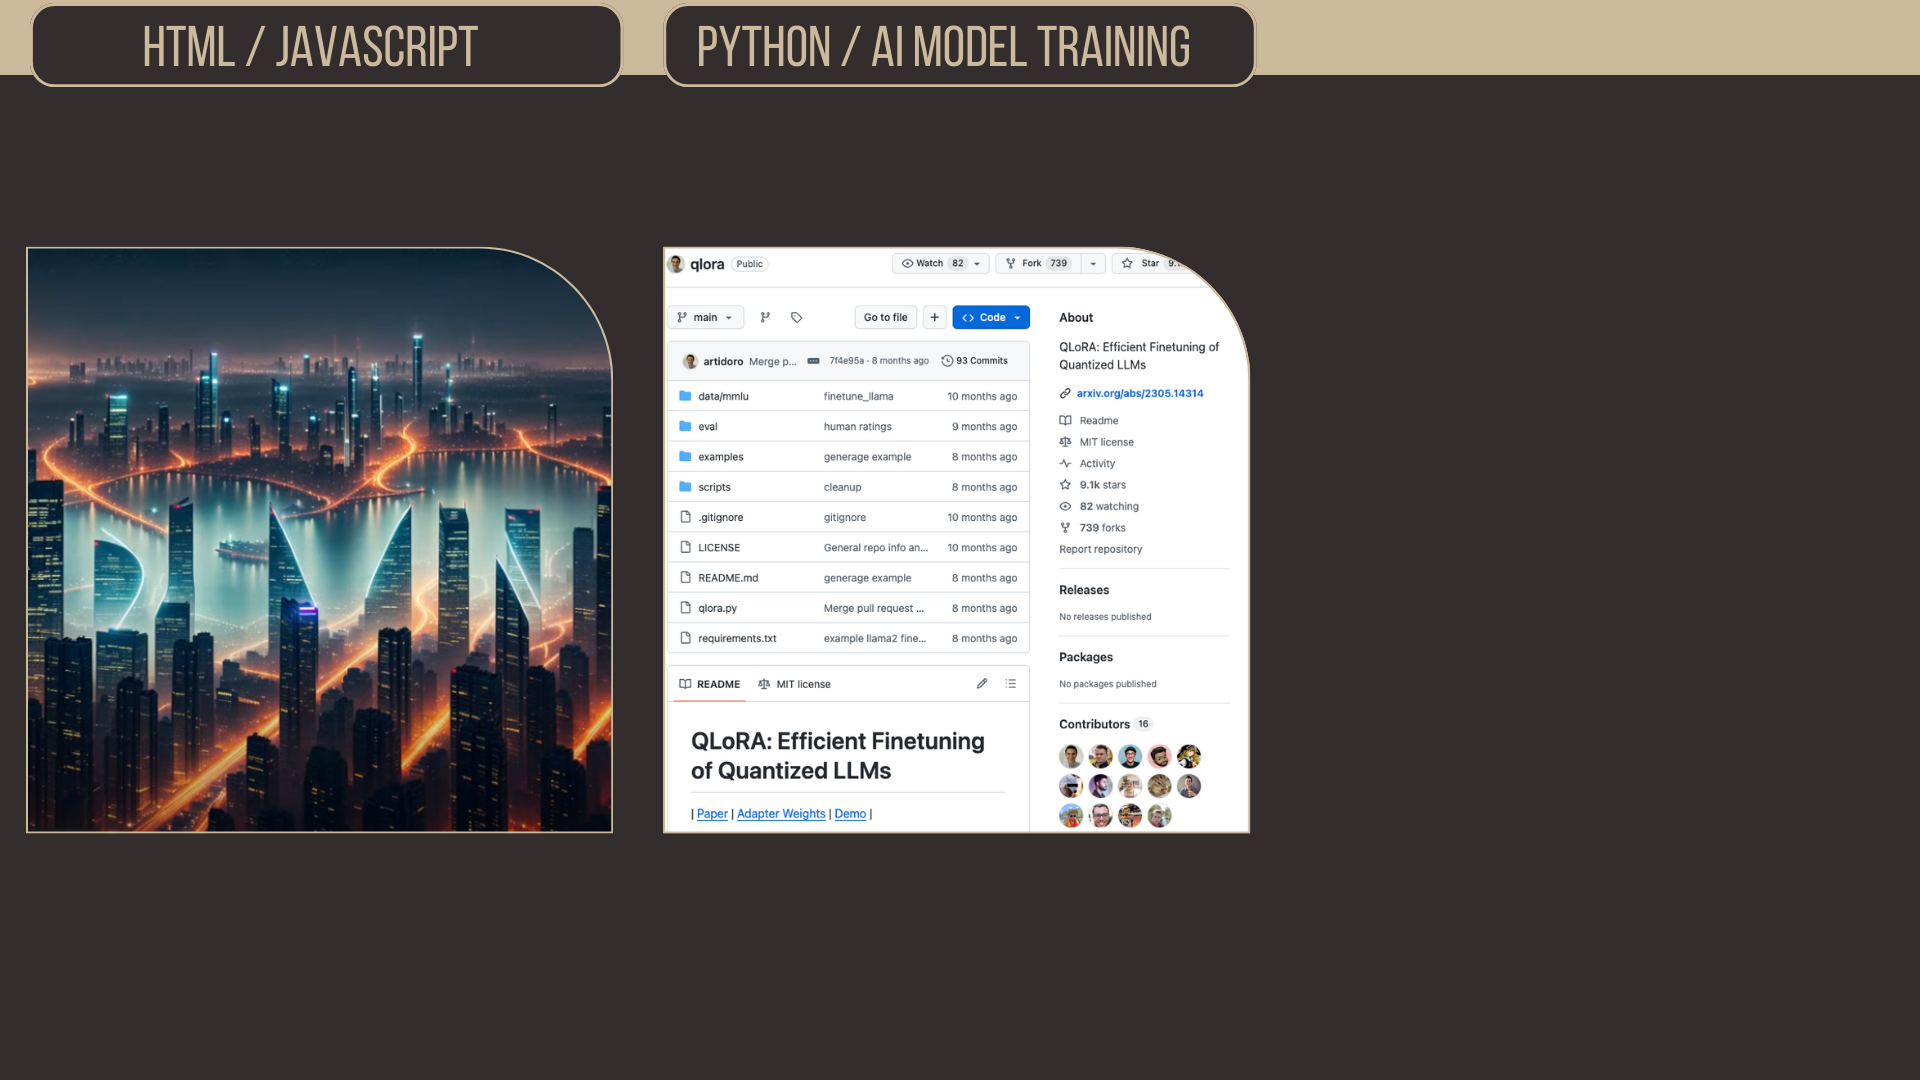 HTML / JAVASCRIPT
PYTHON / AI MODEL TRAINING
DEVIN
qlora Public
Watch 82
Fork 739
Star
main
Go to file
Code
artidoro Merge p... 7f4e95a · 8 months ago 93 Commits
data/mmlu finetune_llama 10 months ago
eval human ratings 9 months ago
examples generage example 8 months ago
scripts cleanup 8 months ago
.gitignore gitignore 10 months ago
LICENSE General repo info an... 10 months ago
README.md generage example 8 months ago
qlora.py Merge pull request ... 8 months ago
requirements.txt example llama2 fine... 8 months ago
README MIT license
QLoRA: Efficient Finetuning
of Quantized LLMs
| Paper | Adapter Weights | Demo |
About
QLoRA: Efficient Finetuning of
Quantized LLMs
arxiv.org/abs/2305.14314
Readme
MIT license
Activity
9.1k stars
82 watching
739 forks
Report repository
Releases
No releases published
Packages
No packages published
Contributors 16